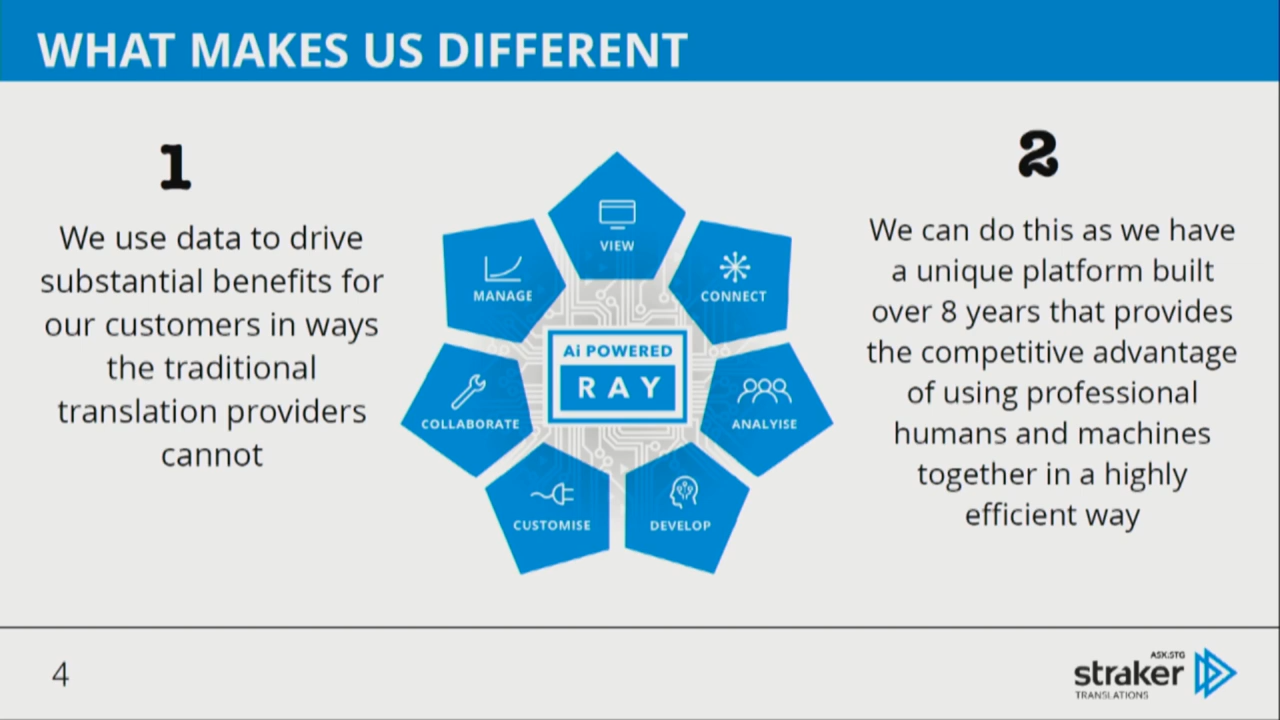 WHAT MAKES US DIFFERENT
1
We use data to drive
substantial benefits for
our customers in ways
the traditional
translation providers
cannot
VIEW
CONNECT
ANALYISE
DEVELOP
CUSTOMISE
COLLABORATE
MANAGE
Ai POWERED
RAY
2
We can do this as we have
a unique platform built
over 8 years that provides
the competitive advantage
of using professional
humans and machines
together in a highly
efficient way
4
ASX:STG
straker
TRANSLATIONS